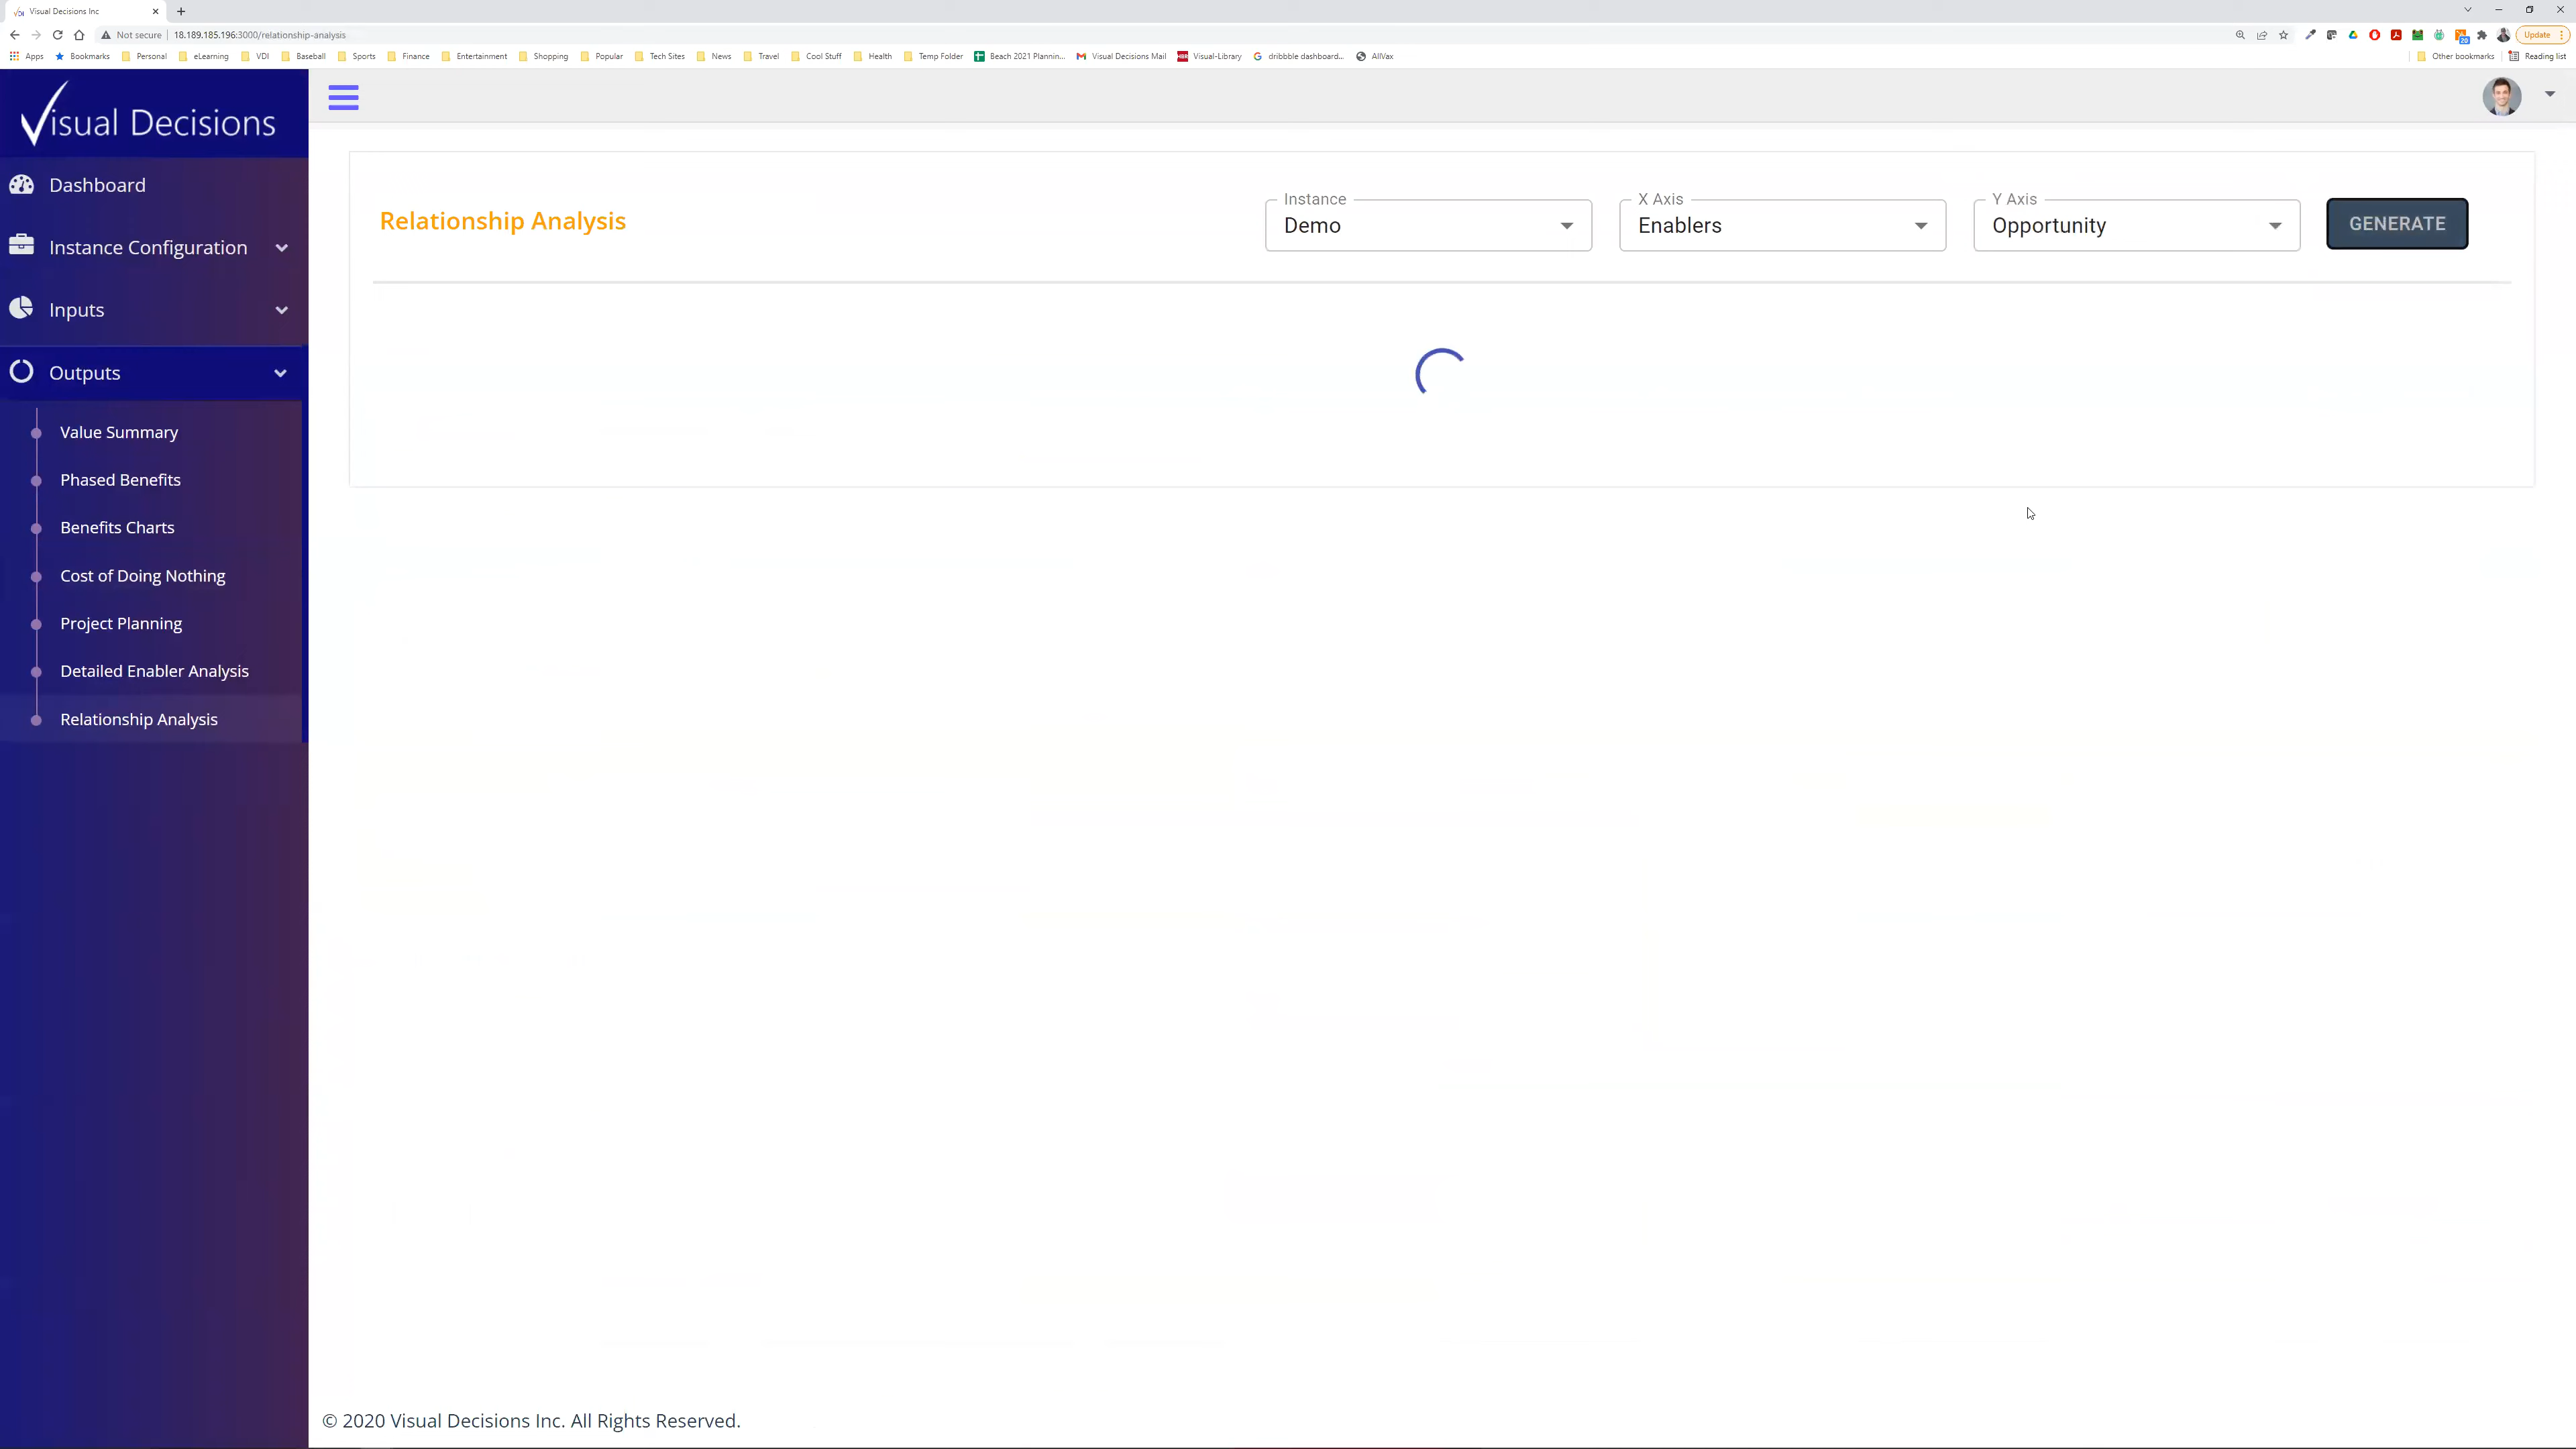 Visual Decisions Inc
Not secure 18.189.185.196:3000/relationship-analysis
Update
Apps Bookmarks Personal eLearning VDI Baseball Sports Finance Entertainment Shopping Popular Tech Sites News Travel Cool Stuff Health Temp Folder Beach 2021 Plannin... Visual Decisions Mail Visual-Library dribbble dashboard... AllVax Other bookmarks Reading list
Visual Decisions
Dashboard
Instance Configuration
Inputs
Outputs
Value Summary
Phased Benefits
Benefits Charts
Cost of Doing Nothing
Project Planning
Detailed Enabler Analysis
Relationship Analysis
Relationship Analysis
Instance
Demo
X Axis
Enablers
Y Axis
Opportunity
GENERATE
© 2020 Visual Decisions Inc. All Rights Reserved.